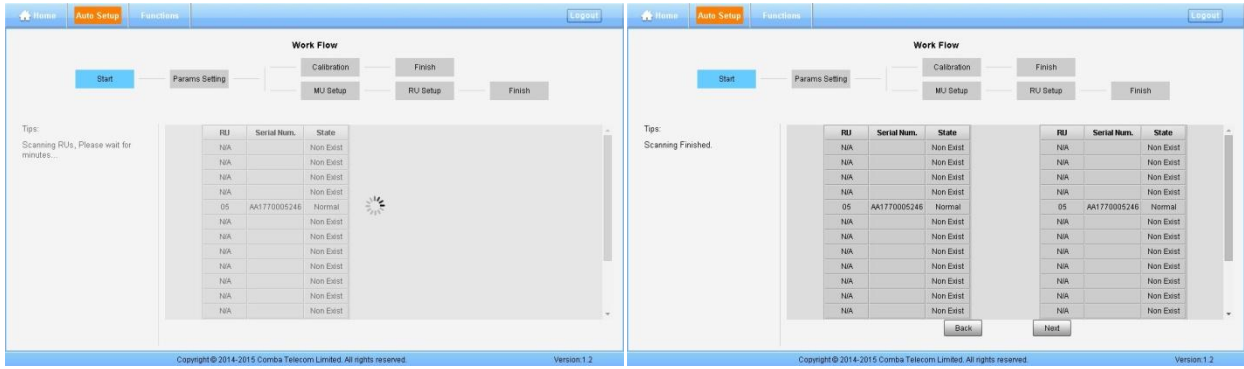 Home Auto Setup Functions Logout
Work Flow
Calibration Finish
Start Params Setting
MU Setup RU Setup Finish
Tips:
Scanning RUs, Please wait for
minutes...
RU Serial Num. State
N/A Non Exist
N/A Non Exist
N/A Non Exist
N/A Non Exist
05 AA1770005246 Normal
N/A Non Exist
N/A Non Exist
N/A Non Exist
N/A Non Exist
N/A Non Exist
N/A Non Exist
N/A Non Exist
Copyright© 2014-2015 Comba Telecom Limited. All rights reserved. Version:1.2
Home Auto Setup Functions Logout
Work Flow
Calibration Finish
Start Params Setting
MU Setup RU Setup Finish
Tips:
Scanning Finished.
RU Serial Num. State RU Serial Num. State
N/A Non Exist N/A Non Exist
N/A Non Exist N/A Non Exist
N/A Non Exist N/A Non Exist
N/A Non Exist N/A Non Exist
05 AA1770005246 Normal 05 AA1770005246 Normal
N/A Non Exist N/A Non Exist
N/A Non Exist N/A Non Exist
N/A Non Exist N/A Non Exist
N/A Non Exist N/A Non Exist
N/A Non Exist N/A Non Exist
N/A Non Exist N/A Non Exist
N/A Non Exist N/A Non Exist
Back Next
Copyright© 2014-2015 Comba Telecom Limited. All rights reserved. Version:1.2